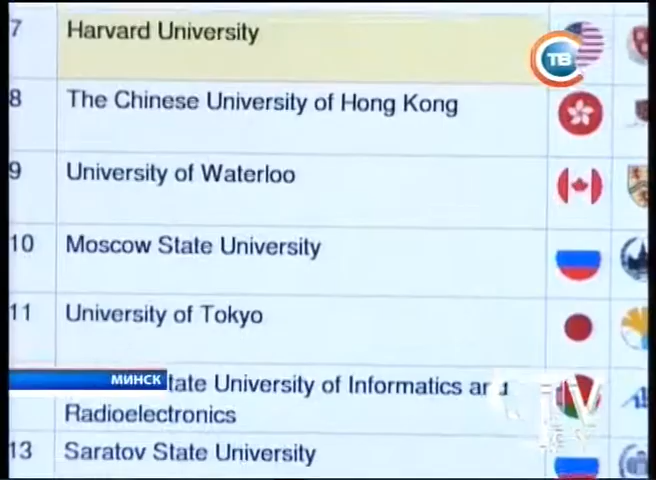 7 Harvard University
ТВ
8 The Chinese University of Hong Kong
9 University of Waterloo
10 Moscow State University
11 University of Tokyo
МИНСК
tate University of Informatics and
Radioelectronics
13 Saratov State University